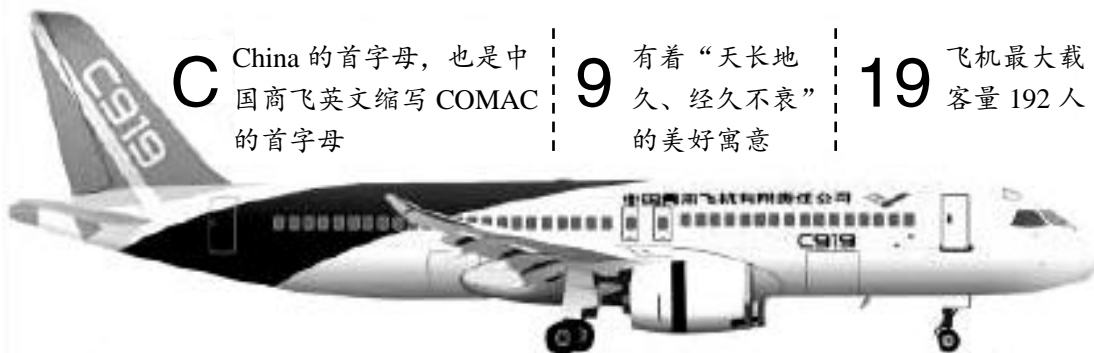 C
China 的首字母，也是中
国商飞英文缩写 COMAC
的首字母
9
有着“天长地
久、经久不衰”
的美好寓意
19
飞机最大载
客量 192 人
C919
中国商用飞机有限责任公司
C919